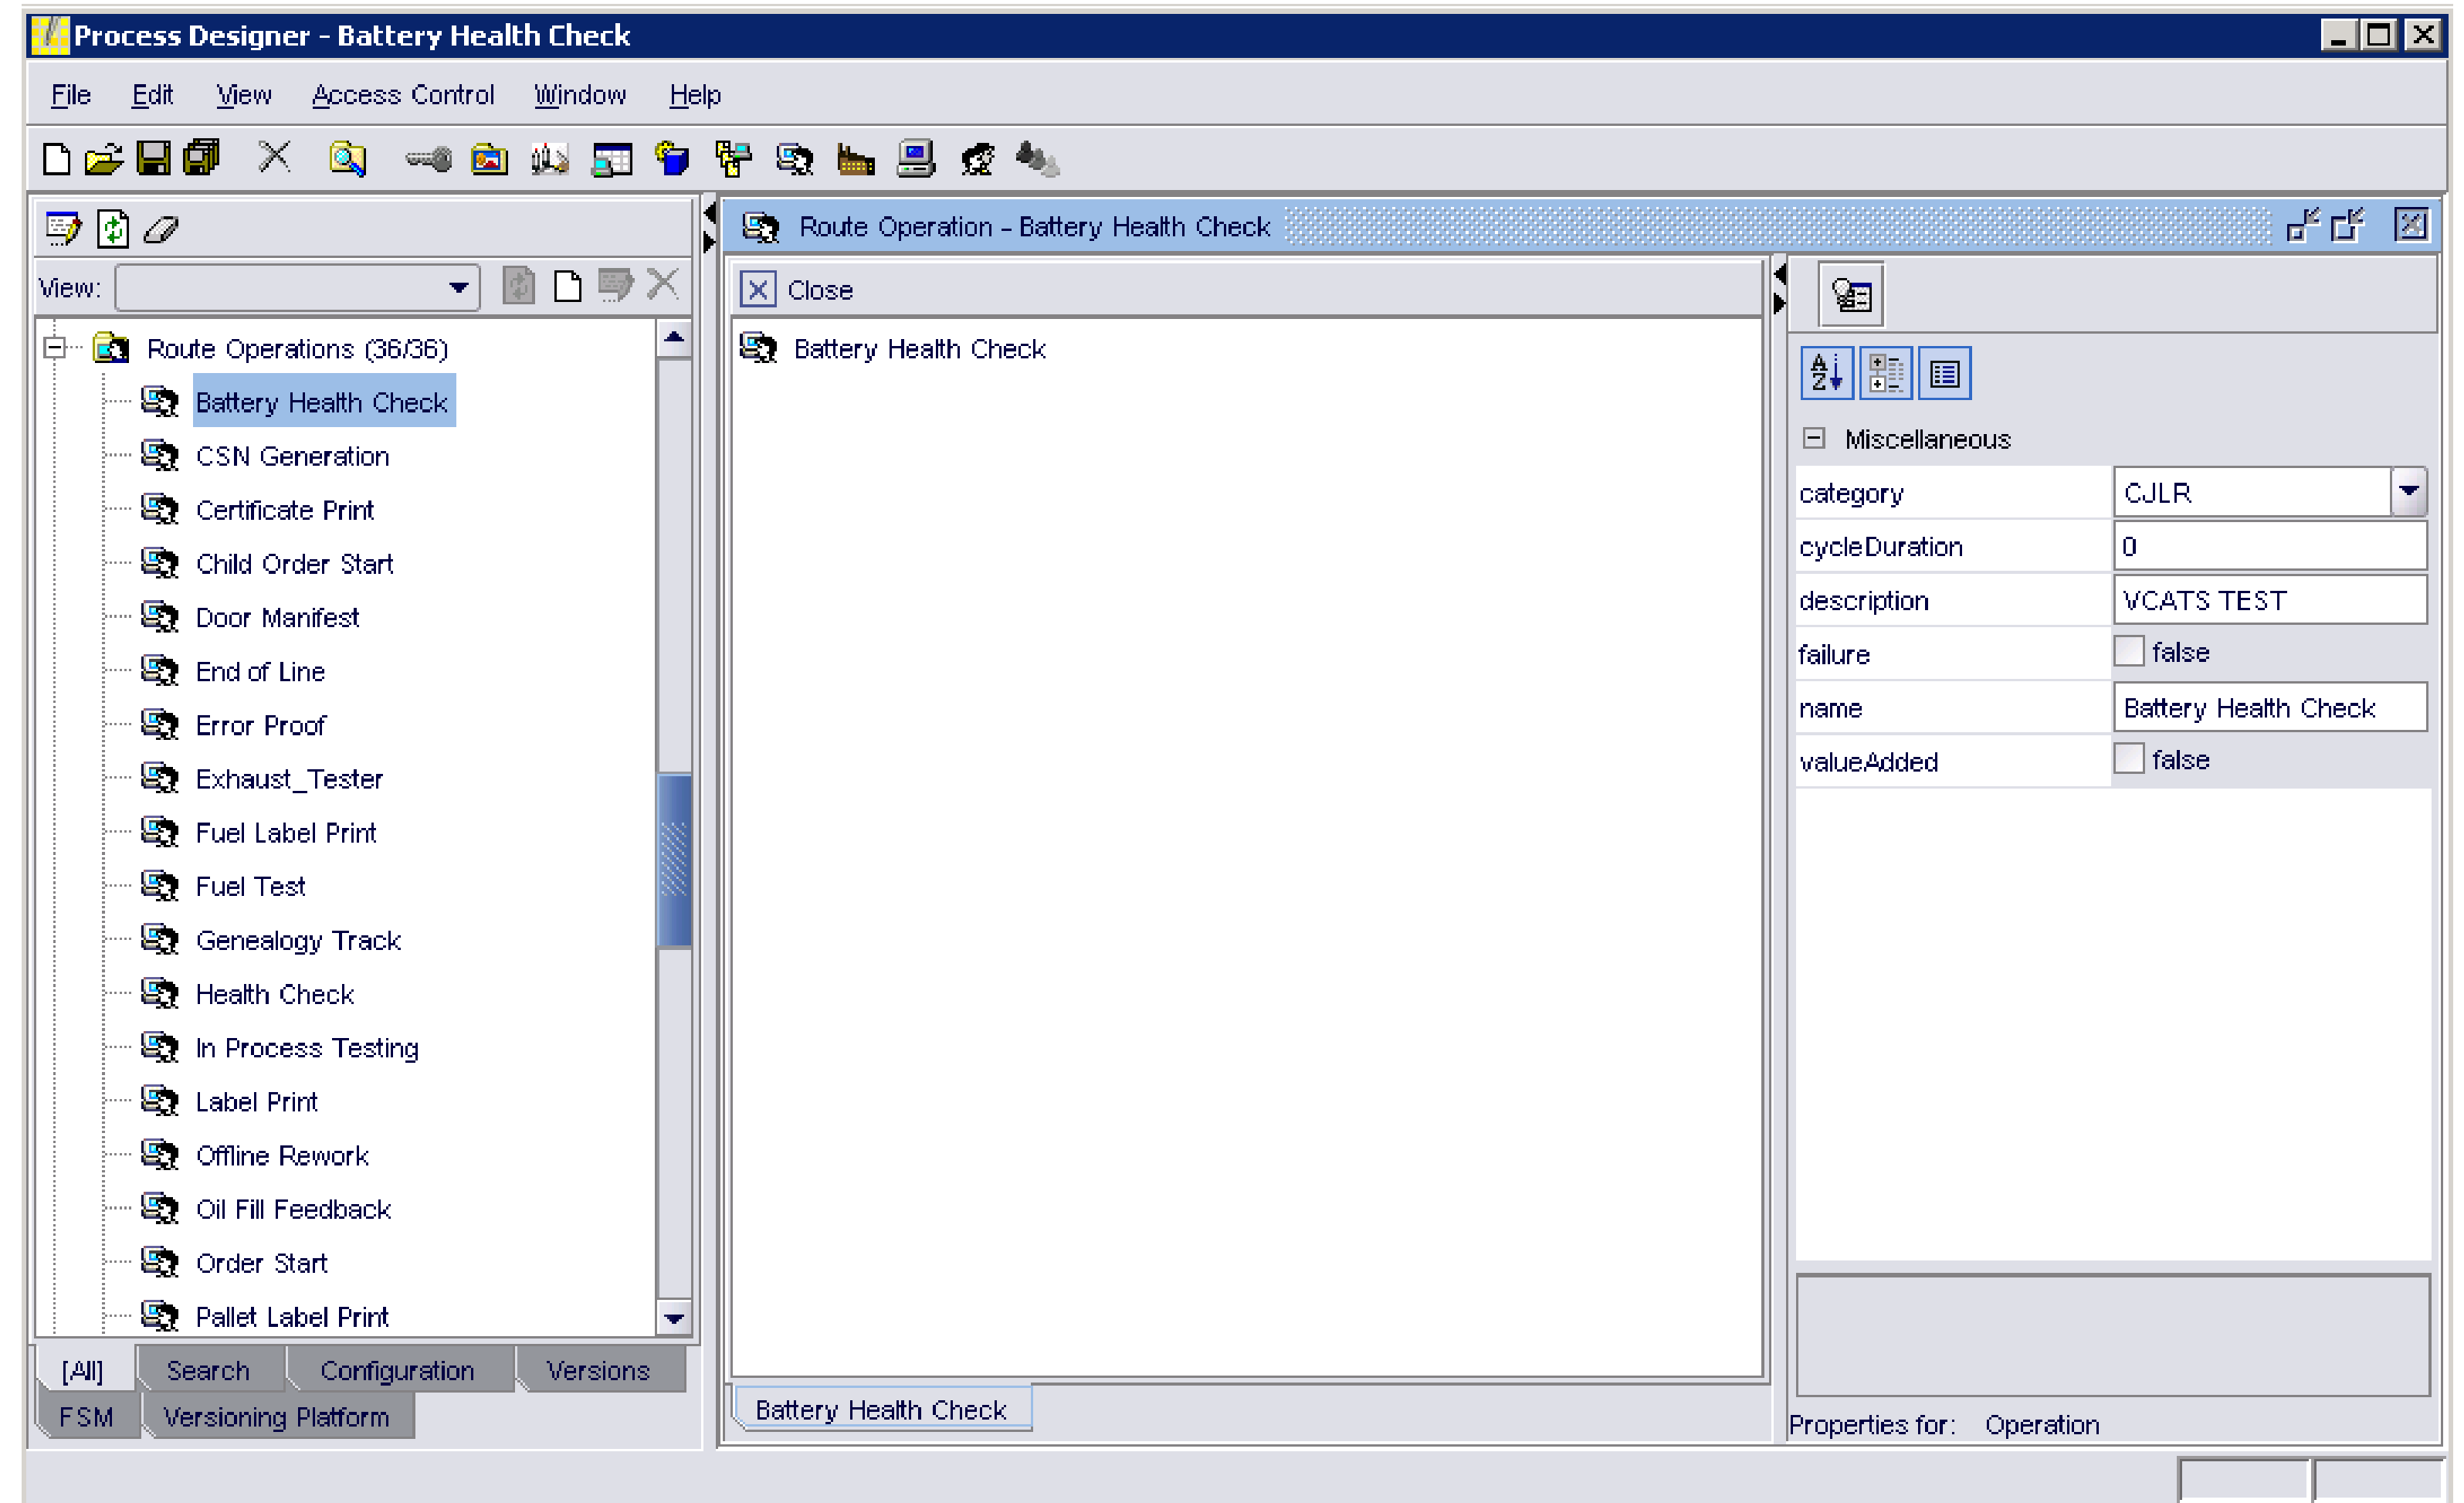 Process Designer - Battery Health Check
File Edit View Access Control Window Help
View:
Route Operations (36/36)
Battery Health Check
CSN Generation
Certificate Print
Child Order Start
Door Manifest
End of Line
Error Proof
Exhaust_Tester
Fuel Label Print
Fuel Test
Genealogy Track
Health Check
In Process Testing
Label Print
Offline Rework
Oil Fill Feedback
Order Start
Pallet Label Print
[All] Search Configuration Versions
FSM Versioning Platform
Route Operation - Battery Health Check
Close
Battery Health Check
Battery Health Check
Miscellaneous
category CJLR
cycleDuration 0
description VCATS TEST
failure false
name Battery Health Check
valueAdded false
Properties for: Operation